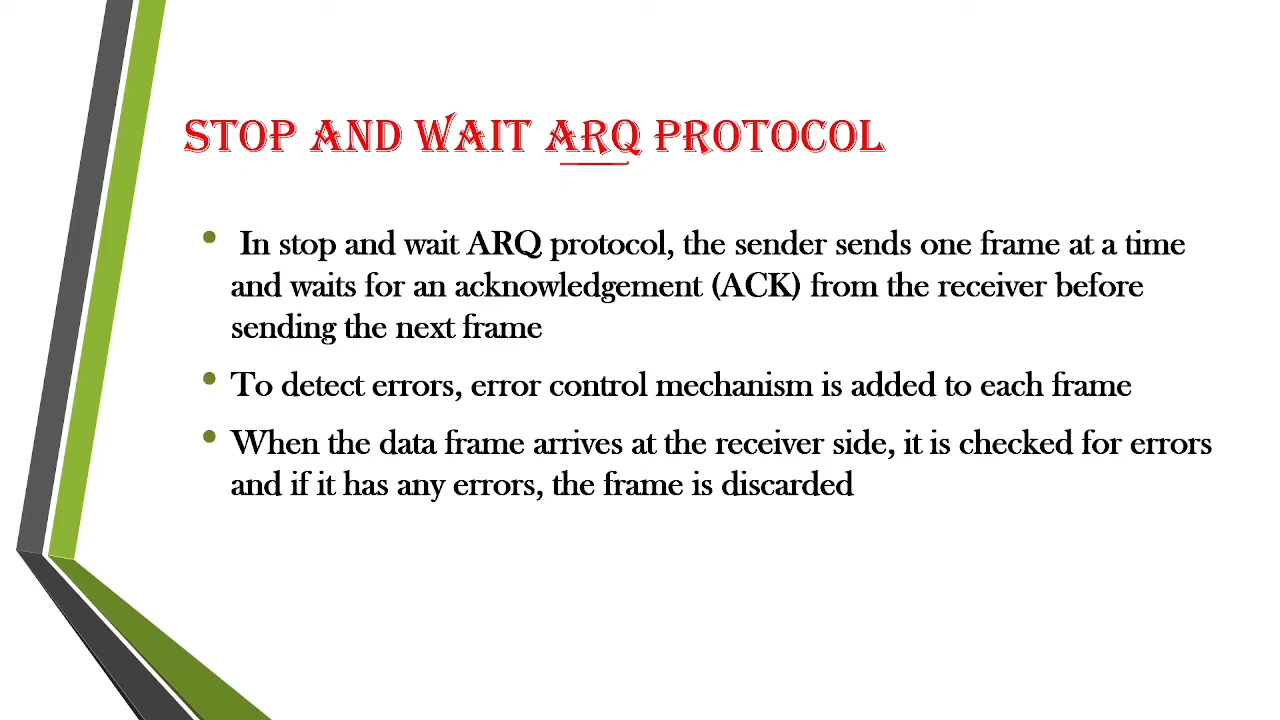 STOP AND WAIT ARQ PROTOCOL
• In stop and wait ARQ protocol, the sender sends one frame at a time
and waits for an acknowledgement (ACK) from the receiver before
sending the next frame
• To detect errors, error control mechanism is added to each frame
• When the data frame arrives at the receiver side, it is checked for errors
and if it has any errors, the frame is discarded